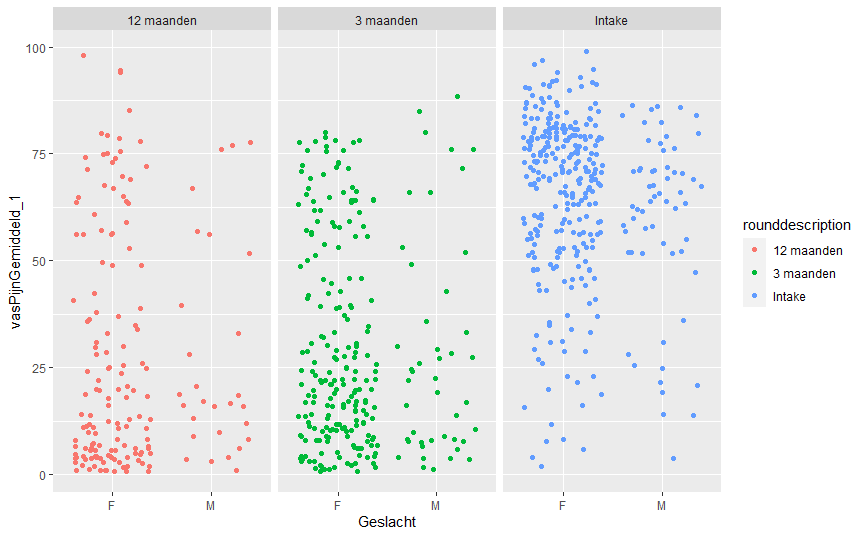 12 maanden 3 maanden Intake
100
75
50
25
0
vasPijnGemiddeld_1
F M F M F M
Geslacht
rounddescription
12 maanden
3 maanden
Intake